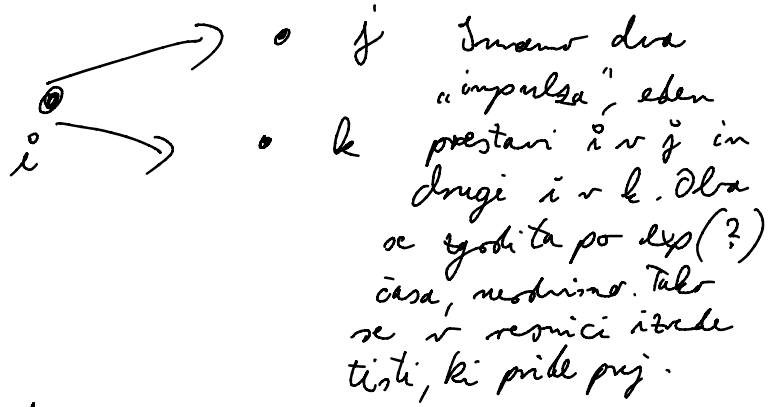 j Imamo dva
"impulza", eden
i
k prestavi i v j in
drugi i v k. Oba
se zgodita po exp(?)
časa, neodvisno. Tako
se v resnici izvede
tisti, ki pride prej.